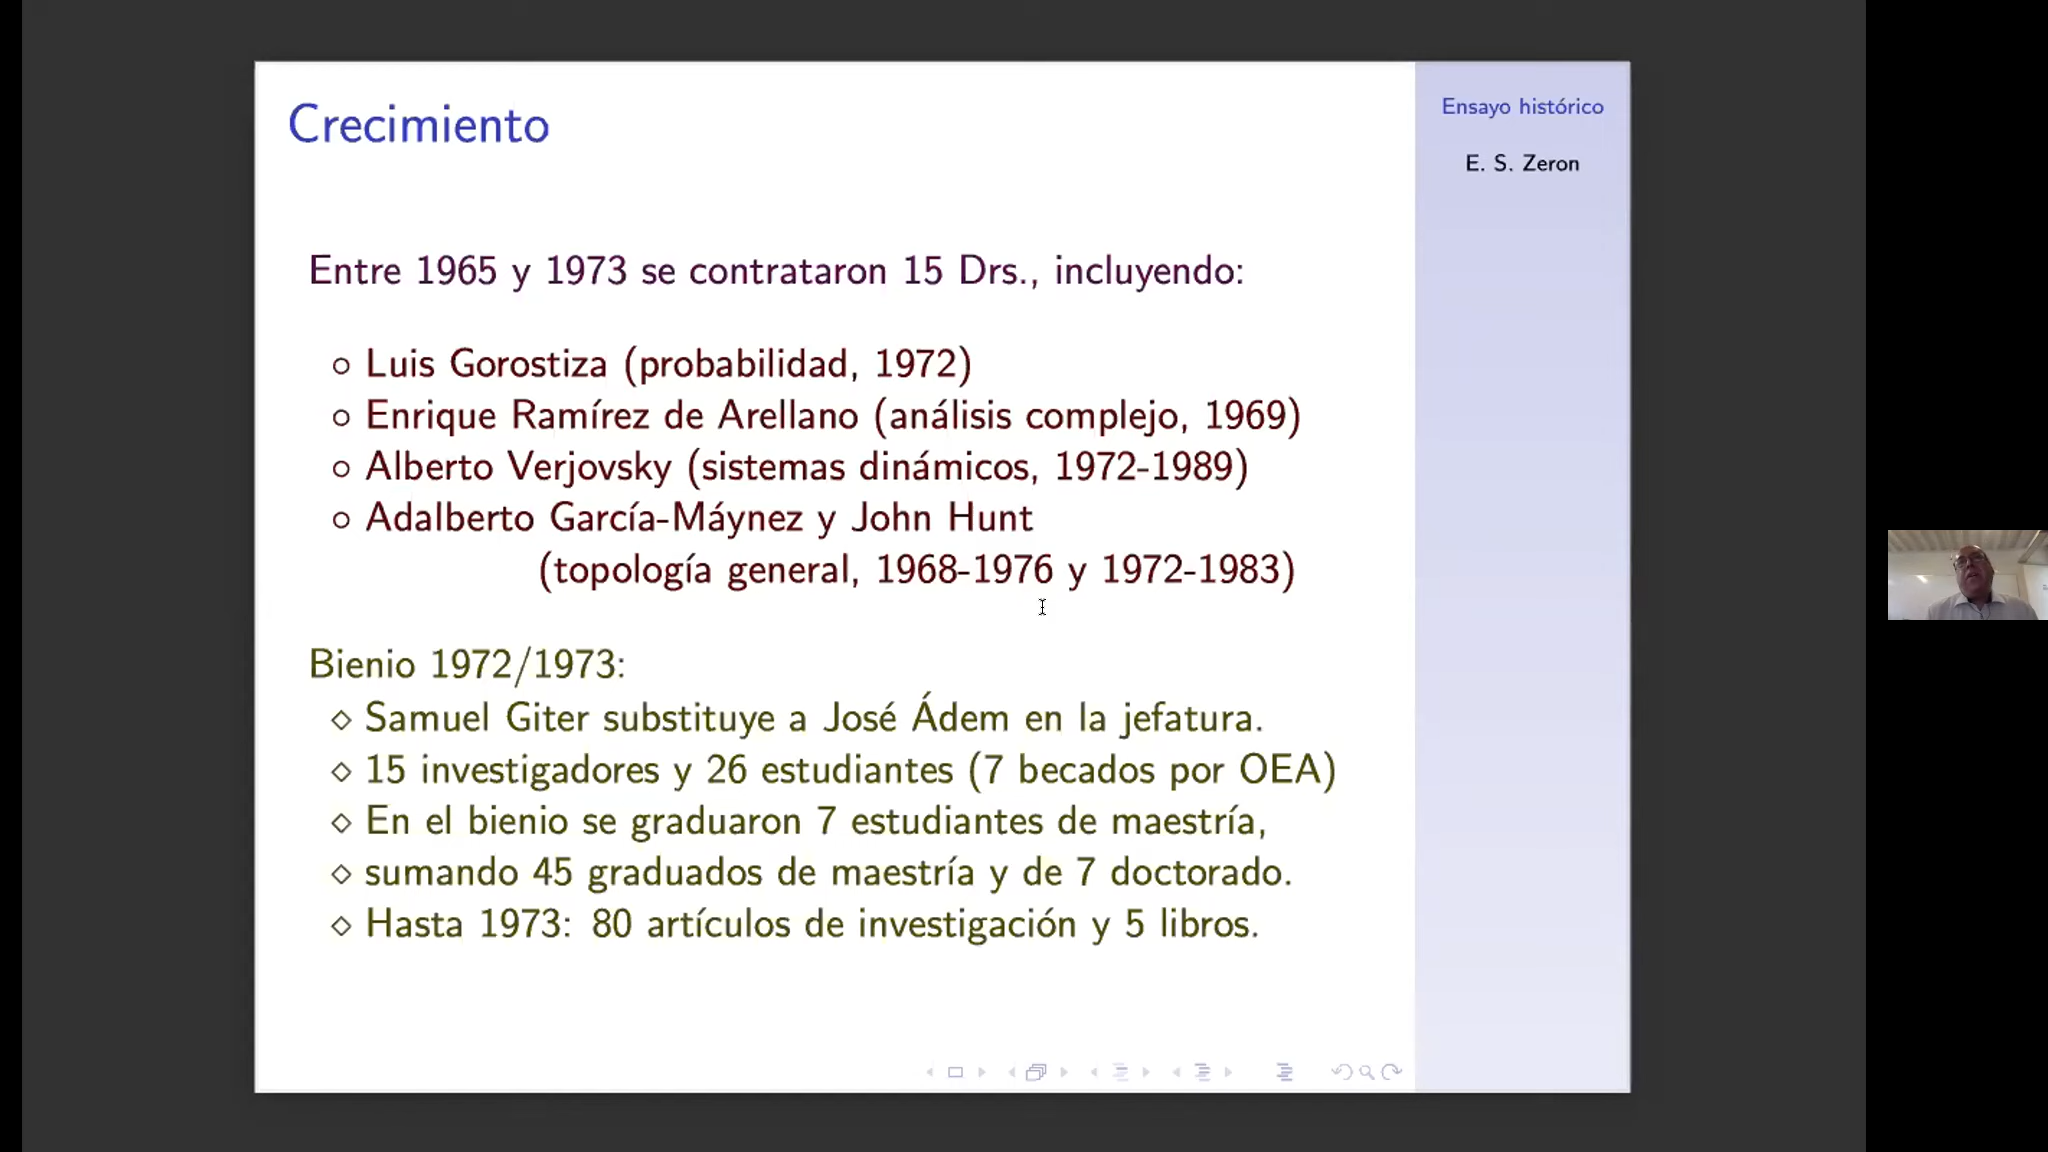 Crecimiento
Ensayo histórico
E. S. Zeron
Entre 1965 y 1973 se contrataron 15 Drs., incluyendo:
○ Luis Gorostiza (probabilidad, 1972)
○ Enrique Ramírez de Arellano (análisis complejo, 1969)
○ Alberto Verjovsky (sistemas dinámicos, 1972-1989)
○ Adalberto García-Máynez y John Hunt
(topología general, 1968-1976 y 1972-1983)
Bienio 1972/1973:
◇ Samuel Giter substituye a José Ádem en la jefatura.
◇ 15 investigadores y 26 estudiantes (7 becados por OEA)
◇ En el bienio se graduaron 7 estudiantes de maestría,
◇ sumando 45 graduados de maestría y de 7 doctorado.
◇ Hasta 1973: 80 artículos de investigación y 5 libros.